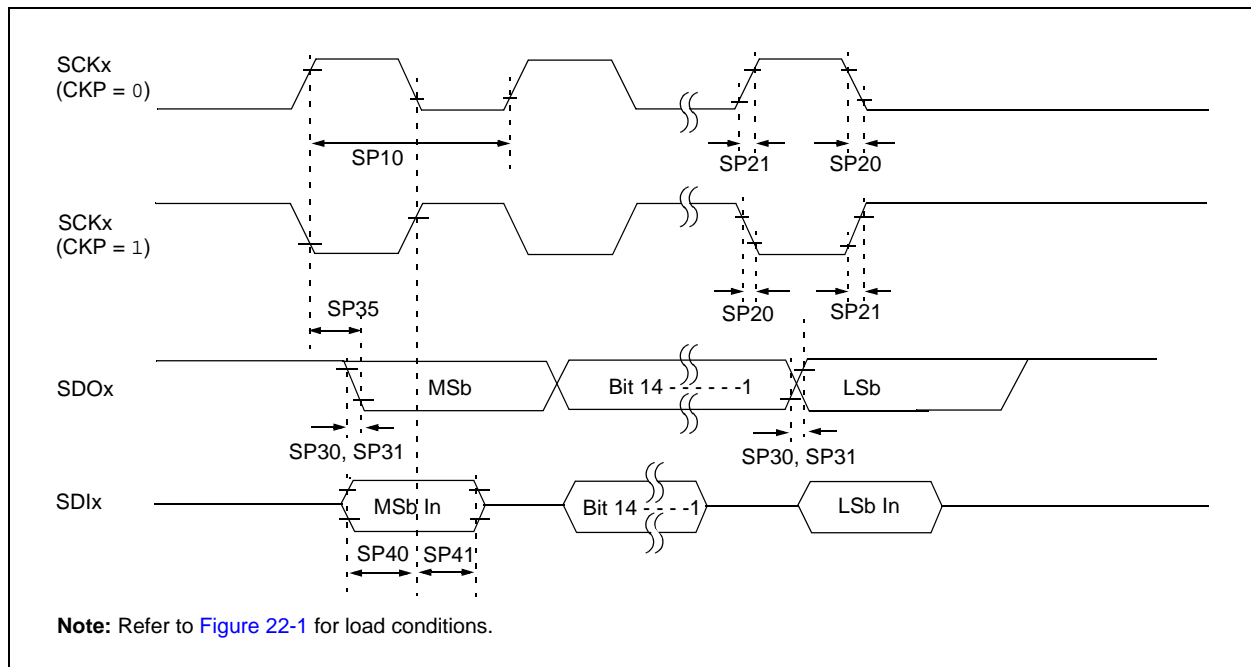 SCKx
(CKP = 0)
SP10
SP21
SP20
SCKx
(CKP = 1)
SP35
SP20
SP21
SDOx
MSb
Bit 14 - - - - - -1
LSb
SP30, SP31
SP30, SP31
SDIx
MSb In
Bit 14 - - - -1
LSb In
SP40
SP41
Note: Refer to Figure 22-1 for load conditions.